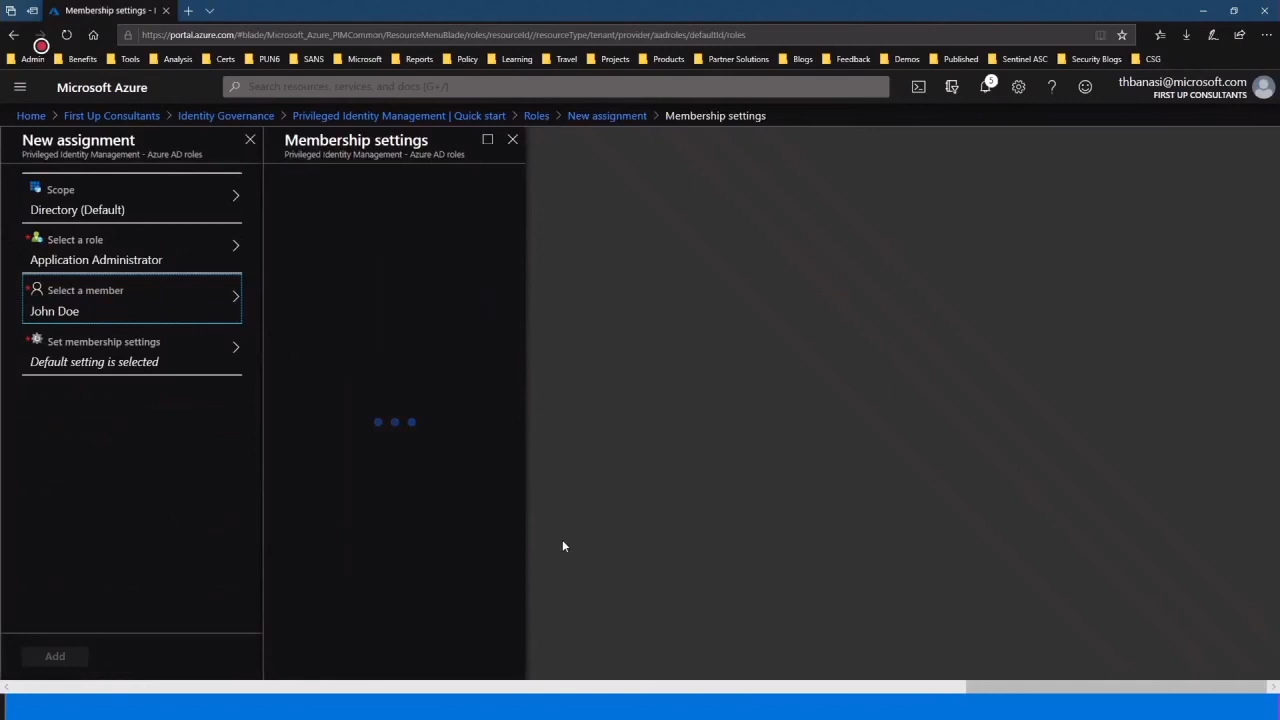 Membership settings - I
https://portal.azure.com/#blade/Microsoft_Azure_PIMCommon/ResourceMenuBlade/roles/resourceId//resourceType/tenant/provider/aadroles/defaultId/roles
Admin Benefits Tools Analysis Certs PUN6 SANS Microsoft Reports Policy Learning Travel Projects Products Partner Solutions Blogs Feedback Demos Published Sentinel ASC Security Blogs CSG
Microsoft Azure Search resources, services, and docs (G+/) 5 thbanasi@microsoft.com
FIRST UP CONSULTANTS
Home > First Up Consultants > Identity Governance > Privileged Identity Management | Quick start > Roles > New assignment > Membership settings
New assignment
Privileged Identity Management - Azure AD roles
Scope
Directory (Default)
* Select a role
Application Administrator
* Select a member
John Doe
* Set membership settings
Default setting is selected
Add
Membership settings
Privileged Identity Management - Azure AD roles